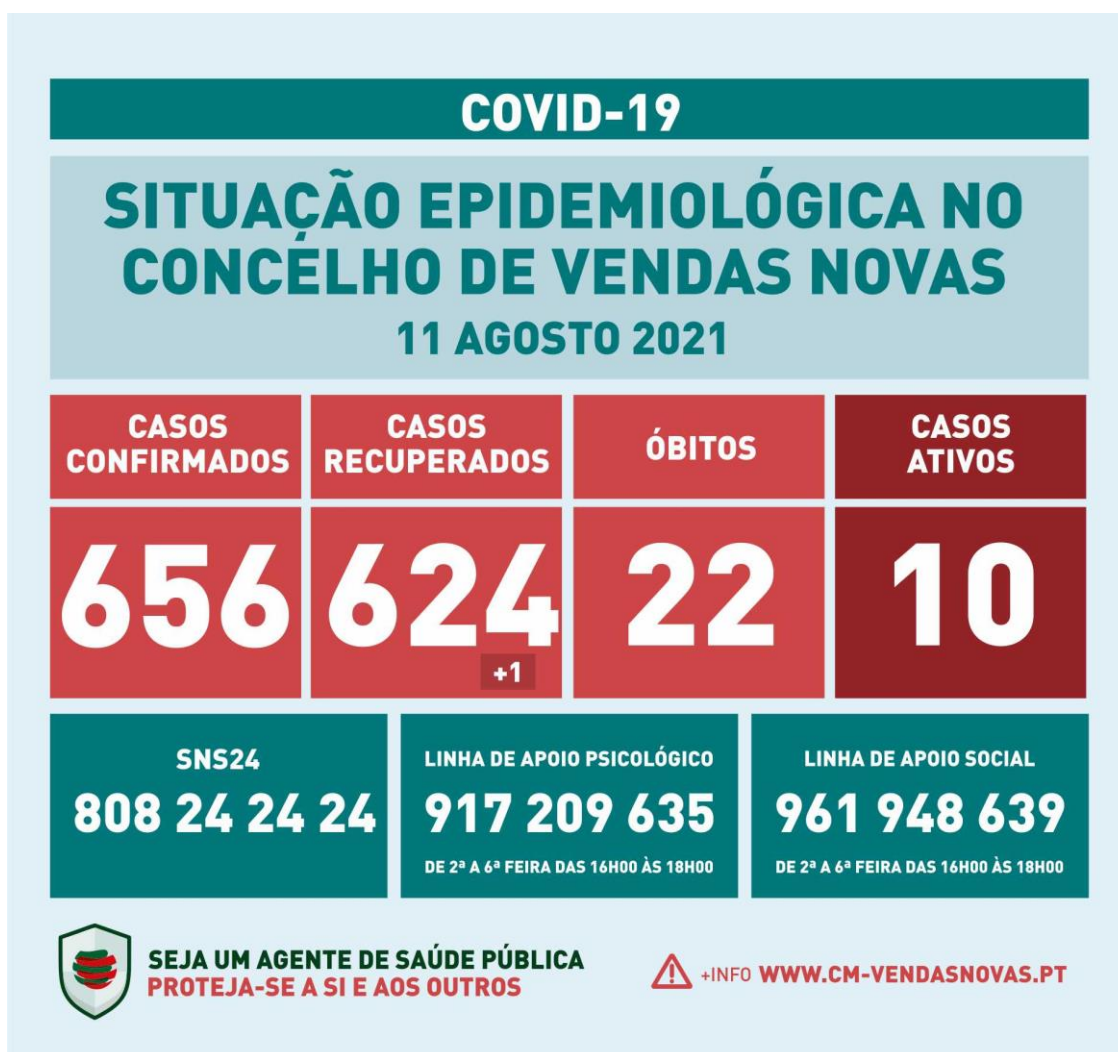 COVID-19
SITUAÇÃO EPIDEMIOLÓGICA NO
CONCELHO DE VENDAS NOVAS
11 AGOSTO 2021
CASOS
CONFIRMADOS
656
CASOS
RECUPERADOS
624
+1
ÓBITOS
22
CASOS
ATIVOS
10
SNS24
808 24 24 24
LINHA DE APOIO PSICOLÓGICO
917 209 635
DE 2ª A 6ª FEIRA DAS 16H00 ÀS 18H00
LINHA DE APOIO SOCIAL
961 948 639
DE 2ª A 6ª FEIRA DAS 16H00 ÀS 18H00
SEJA UM AGENTE DE SAÚDE PÚBLICA
PROTEJA-SE A SI E AOS OUTROS
+INFO WWW.CM-VENDASNOVAS.PT